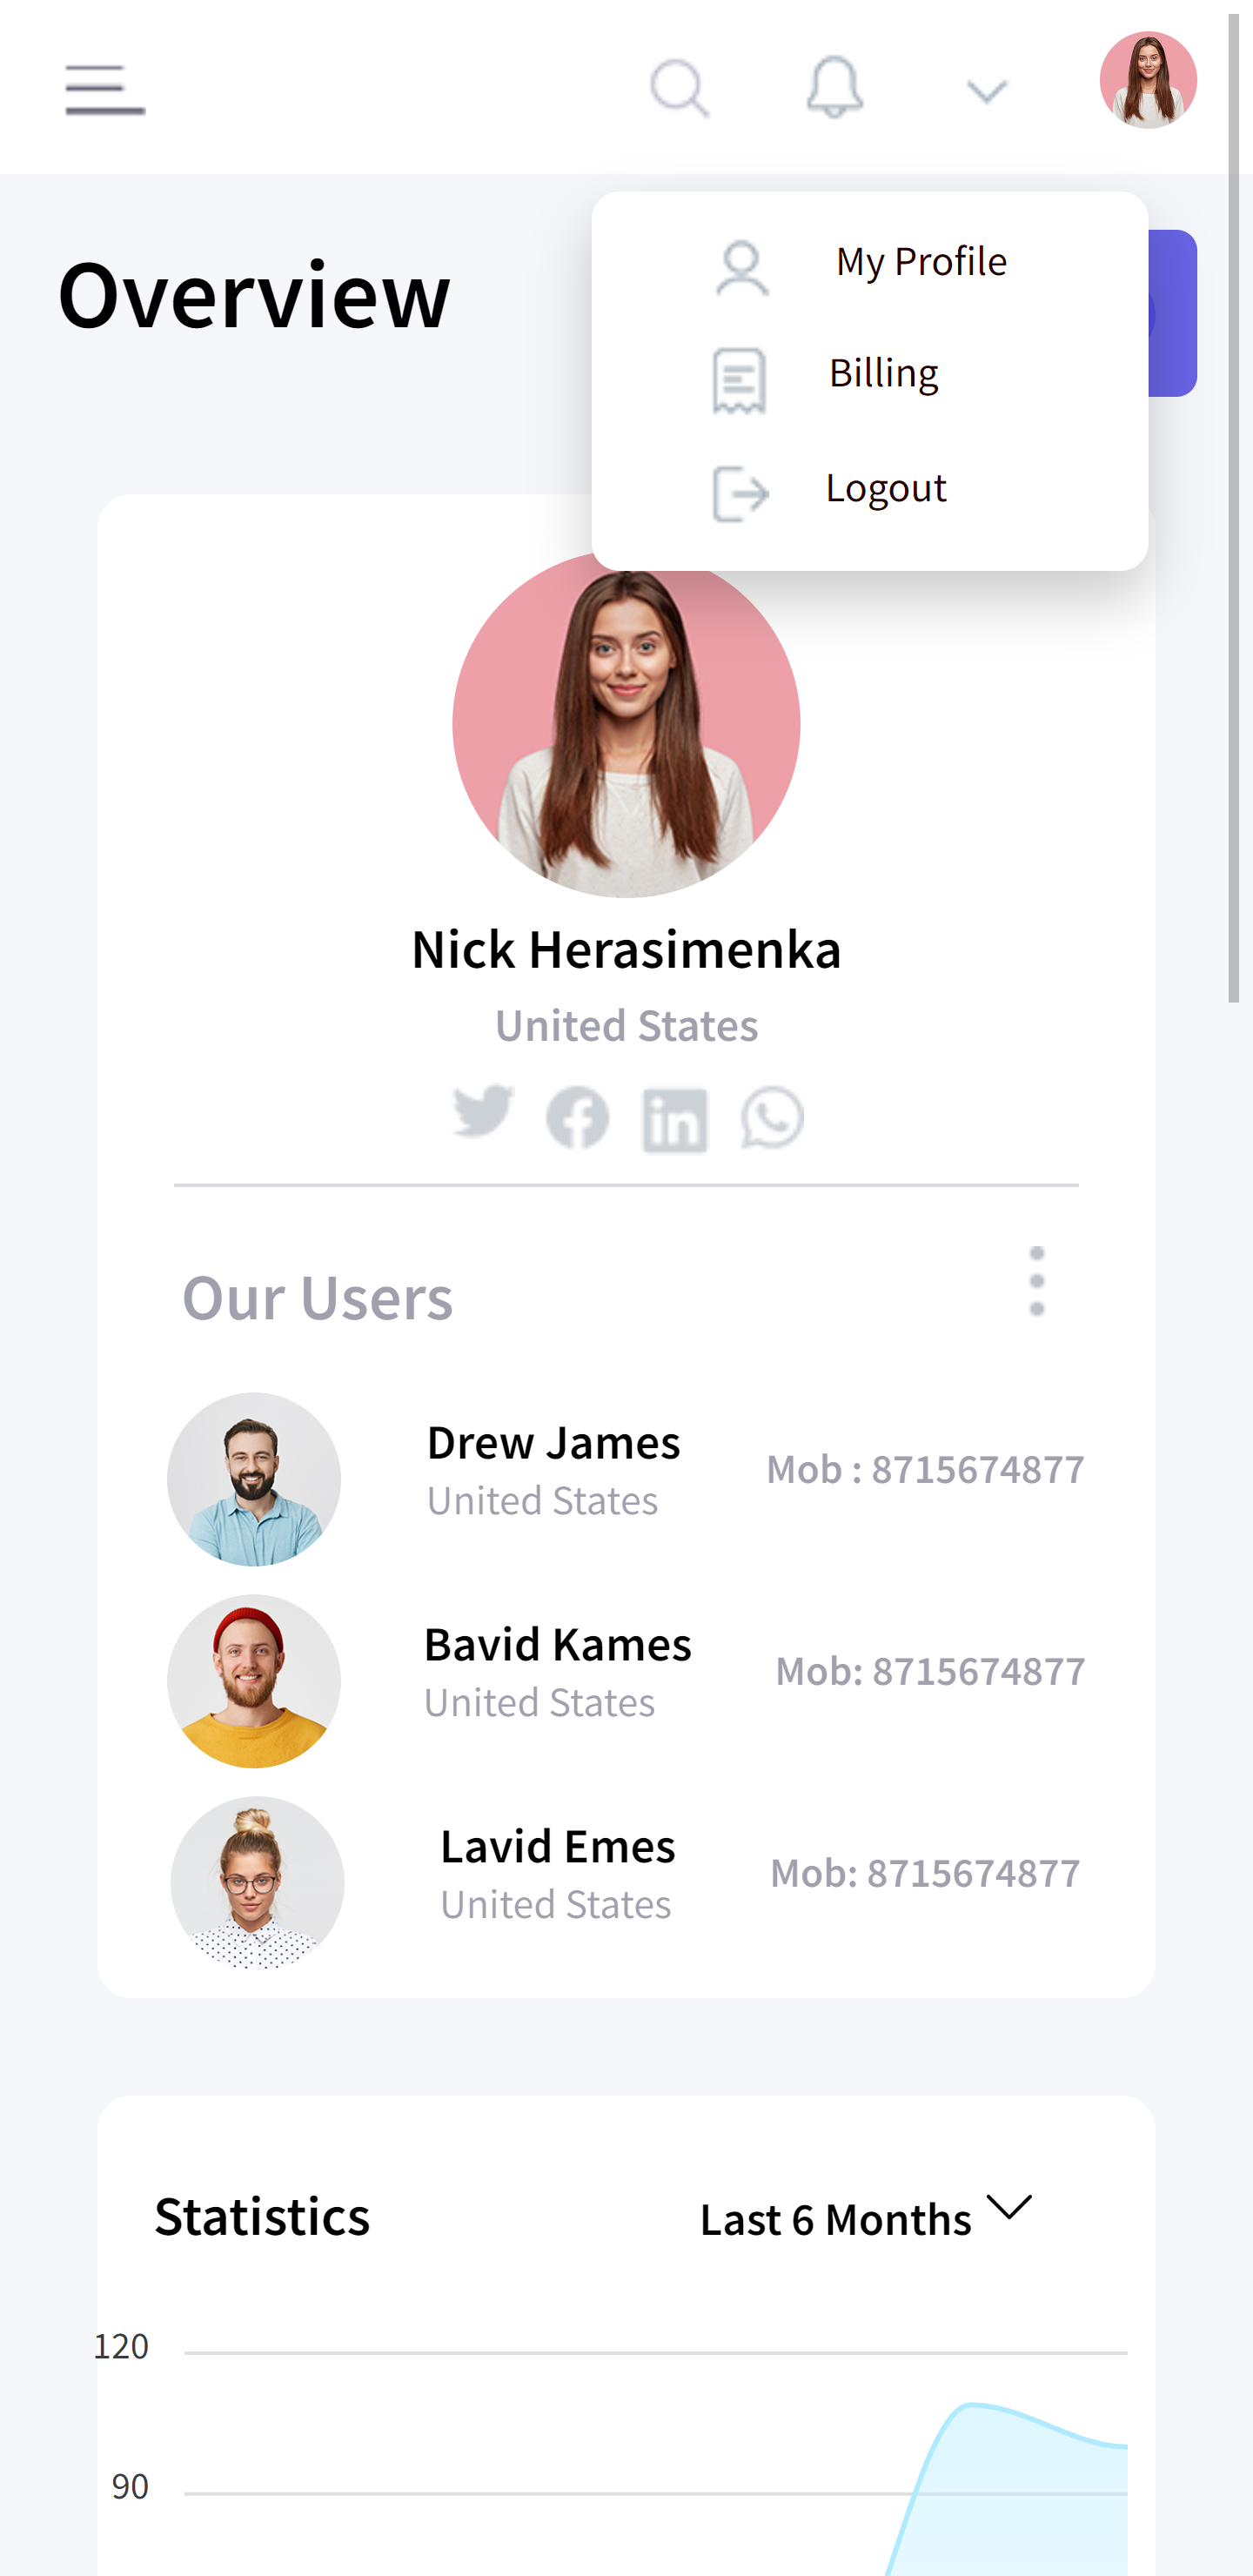 Overview
My Profile
Billing
Logout
Nick Herasimenka
United States
in
Our Users
Drew James
United States
Mob : 8715674877
Bavid Kames
United States
Mob: 8715674877
Lavid Emes
United States
Mob: 8715674877
Statistics
Last 6 Months
120
90